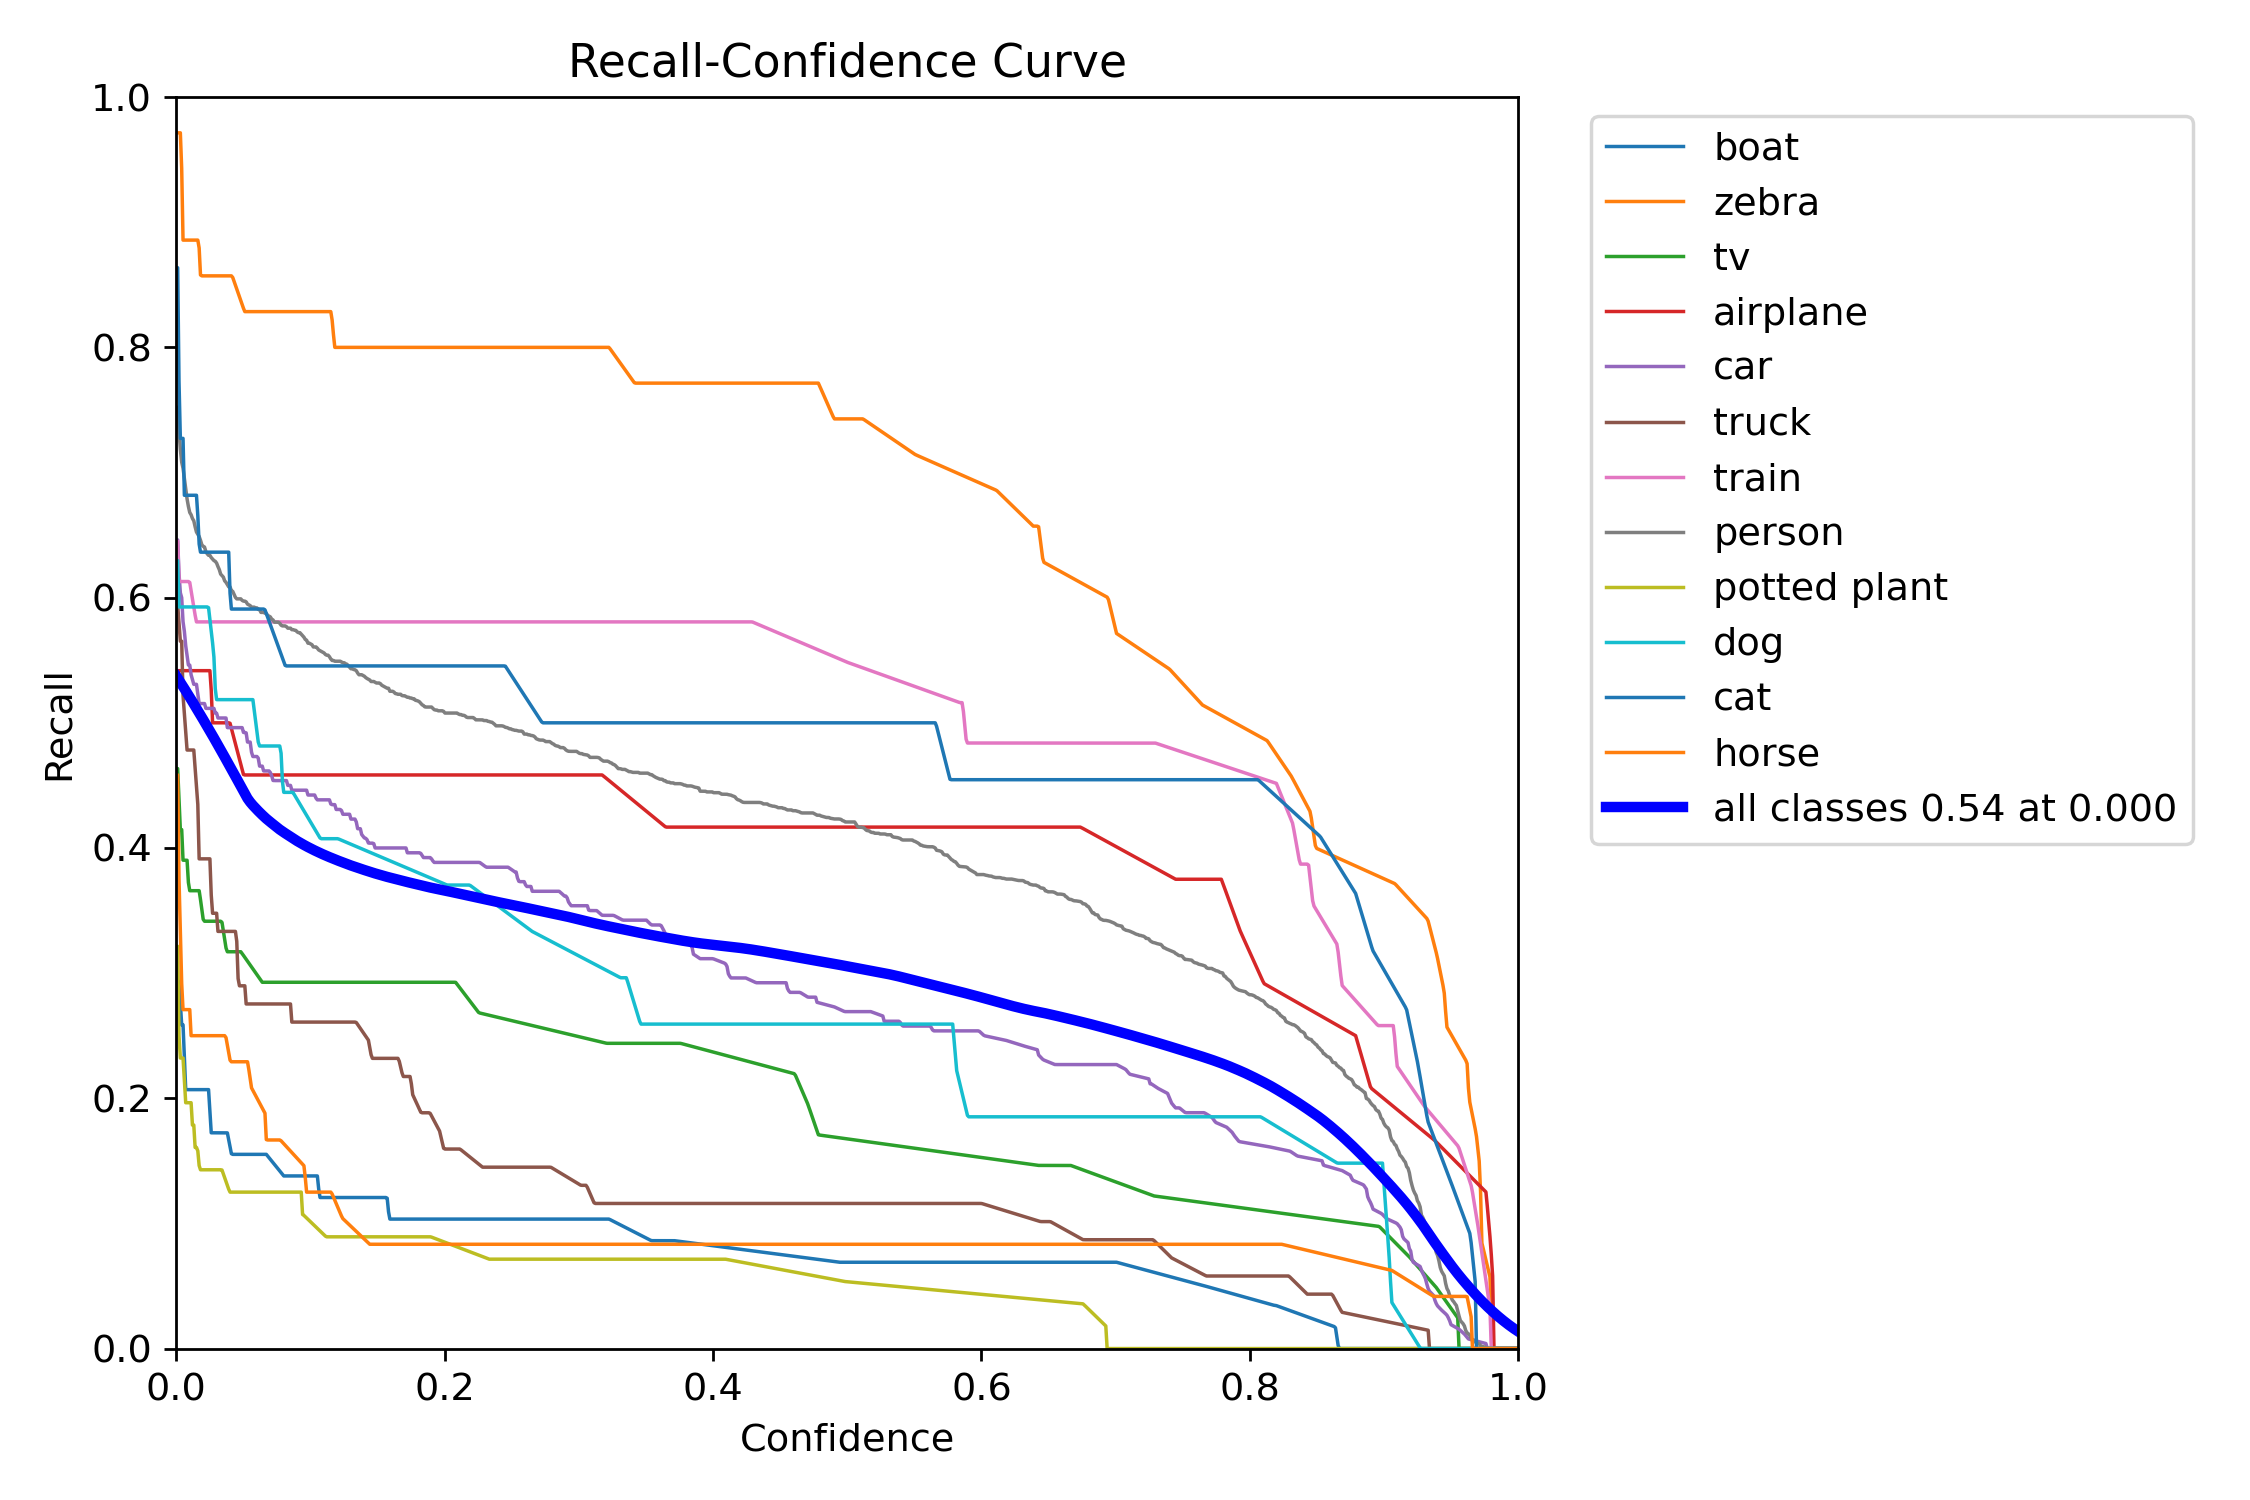 Recall-Confidence Curve
1.0
0.8
0.6
0.4
0.2
0.0
Recall
0.0 0.2 0.4 0.6 0.8 1.0
Confidence
boat
zebra
tv
airplane
car
truck
train
person
potted plant
dog
cat
horse
all classes 0.54 at 0.000